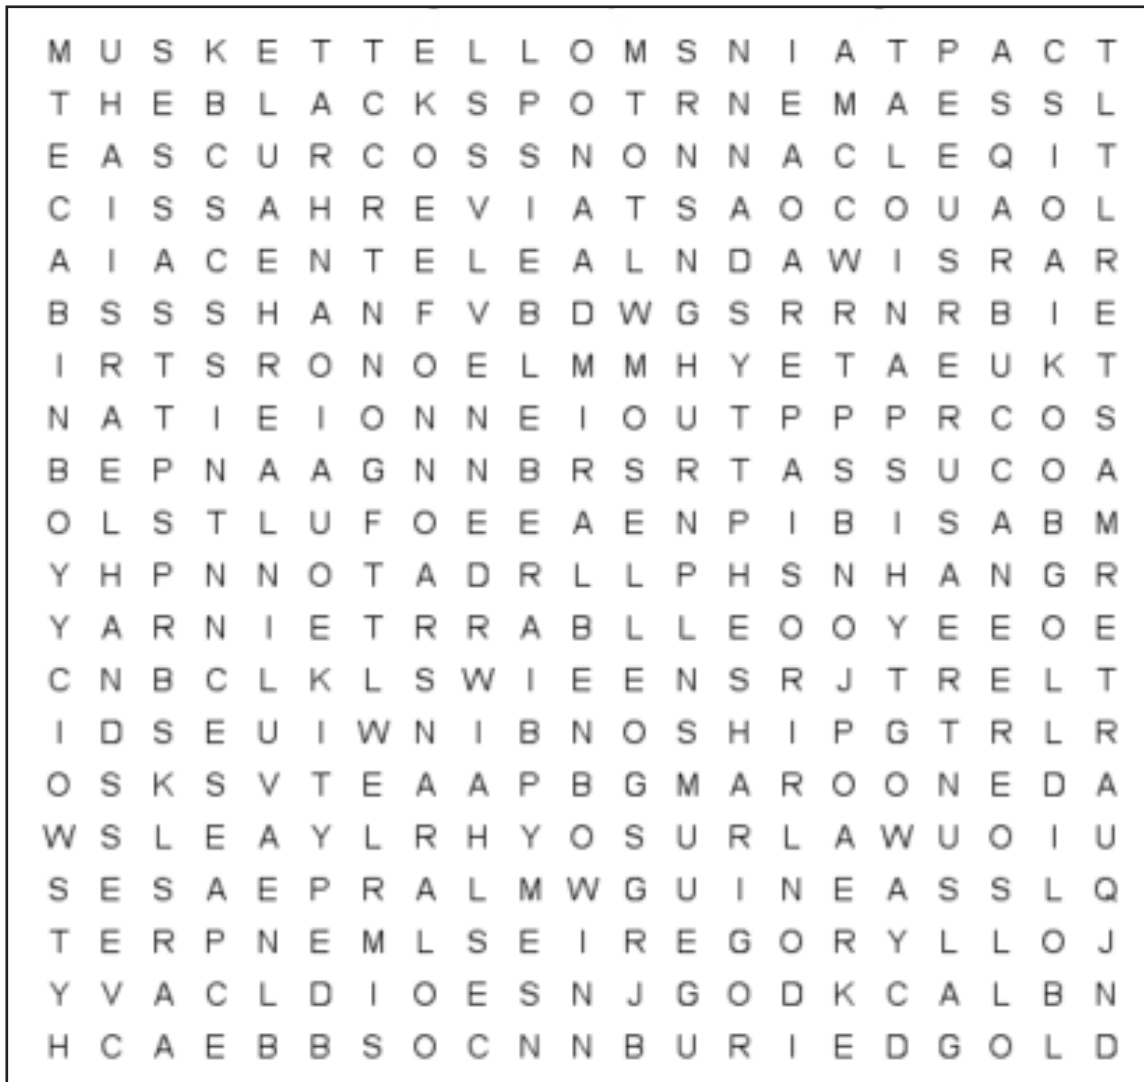 M U S K E T T E L L O M S N I A T P A C T
T H E B L A C K S P O T R N E M A E S S L
E A S C U R C O S S N O N N A C L E Q I T
C I S S A H R E V I A T S A O C O U A O L
A I A C E N T E L E A L N D A W I S R A R
B S S S H A N F V B D W G S R R N R B I E
I R T S R O N O E L M M H Y E T A E U K T
N A T I E I O N N E I O U T P P P R C O S
B E P N A A G N N B R S R T A S S U C O A
O L S T L U F O E E A E N P I B I S A B M
Y H P N N O T A D R L L P H S N H A N G R
Y A R N I E T R R A B L L E O O Y E E O E
C N B C L K L S W I E E N S R J T R E L T
I D S E U I W N I B N O S H I P G T R L R
O S K S V T E A A P B G M A R O O N E D A
W S L E A Y L R H Y O S U R L A W U O I U
S E S A E P R A L M W G U I N E A S S L Q
T E R P N E M L S E I R E G O R Y L L O J
Y V A C L D I O E S N J G O D K C A L B N
H C A E B B S O C N N B U R I E D G O L D